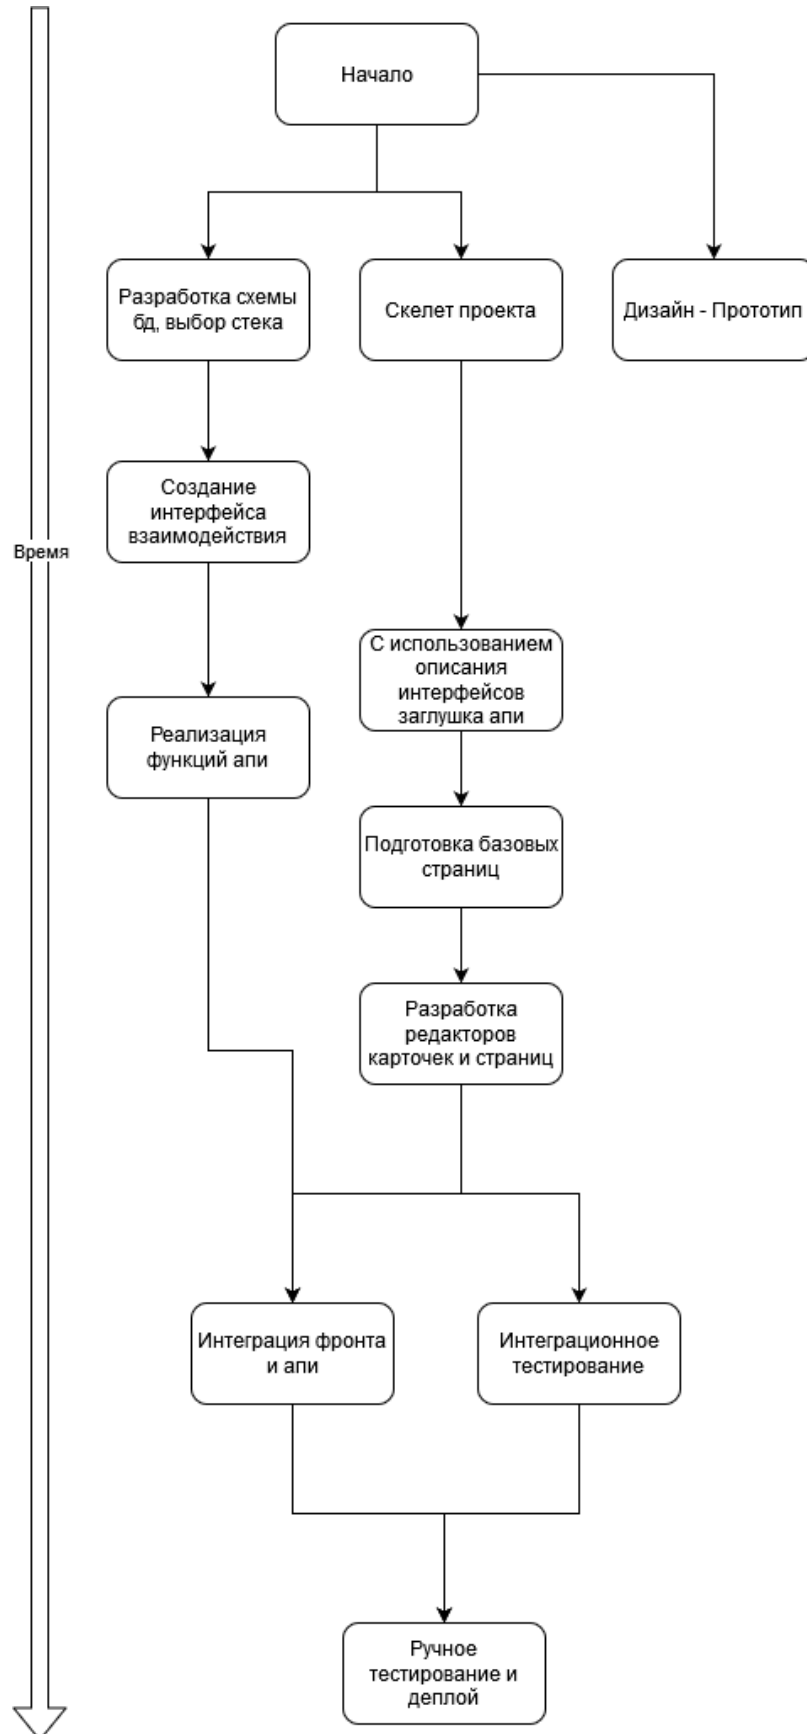 Начало
Разработка схемы
бд, выбор стека
Скелет проекта
Дизайн - Прототип
Создание
интерфейса
взаимодействия
Время
С использованием
описания
интерфейсов
заглушка апи
Реализация
функций апи
Подготовка базовых
страниц
Разработка
редакторов
карточек и страниц
Интеграция фронта
и апи
Интеграционное
тестирование
Ручное
тестирование и
деплой